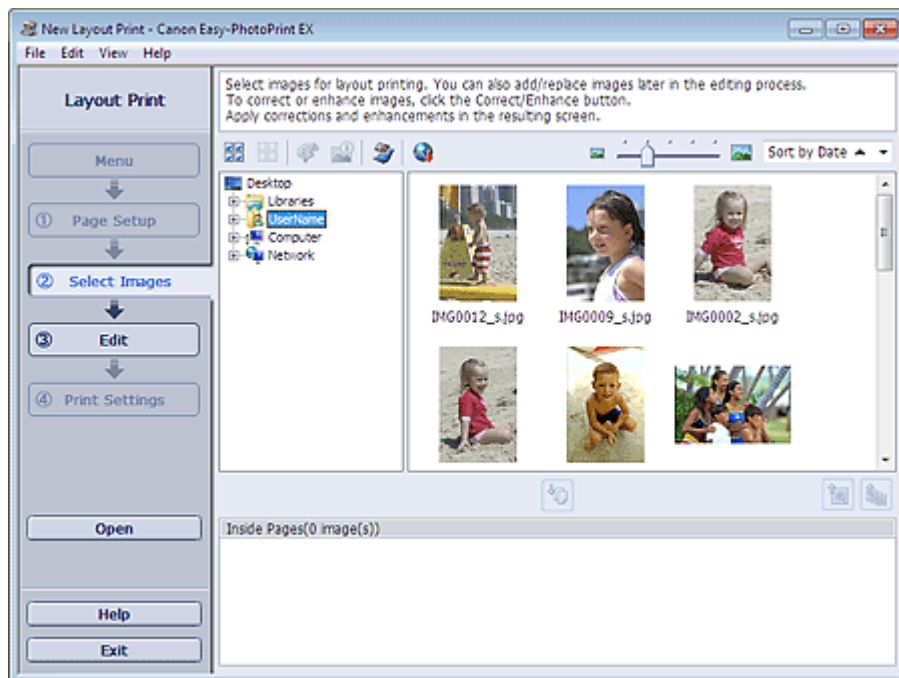 New Layout Print - Canon Easy-PhotoPrint EX
File Edit View Help
Layout Print
Menu
① Page Setup
② Select Images
③ Edit
④ Print Settings
Open
Help
Exit
Select images for layout printing. You can also add/replace images later in the editing process.
To correct or enhance images, click the Correct/Enhance button.
Apply corrections and enhancements in the resulting screen.
Sort by Date
Desktop
Libraries
UserName
Computer
Network
IMG0012_s.jpg IMG0009_s.jpg IMG0002_s.jpg
Inside Pages(0 image(s))